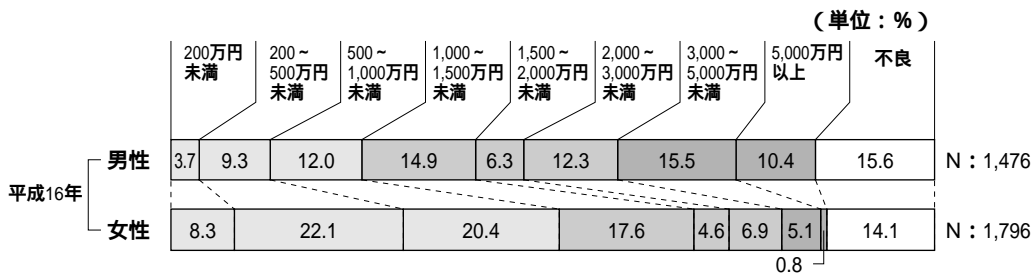 (単位：%)
200万円
未満
200～
500万円
未満
500～
1,000万円
未満
1,000～
1,500万円
未満
1,500～
2,000万円
未満
2,000～
3,000万円
未満
3,000～
5,000万円
未満
5,000万円
以上
不良
平成16年
男性 3.7 9.3 12.0 14.9 6.3 12.3 15.5 10.4 15.6 N：1,476
女性 8.3 22.1 20.4 17.6 4.6 6.9 5.1 14.1 N：1,796
0.8